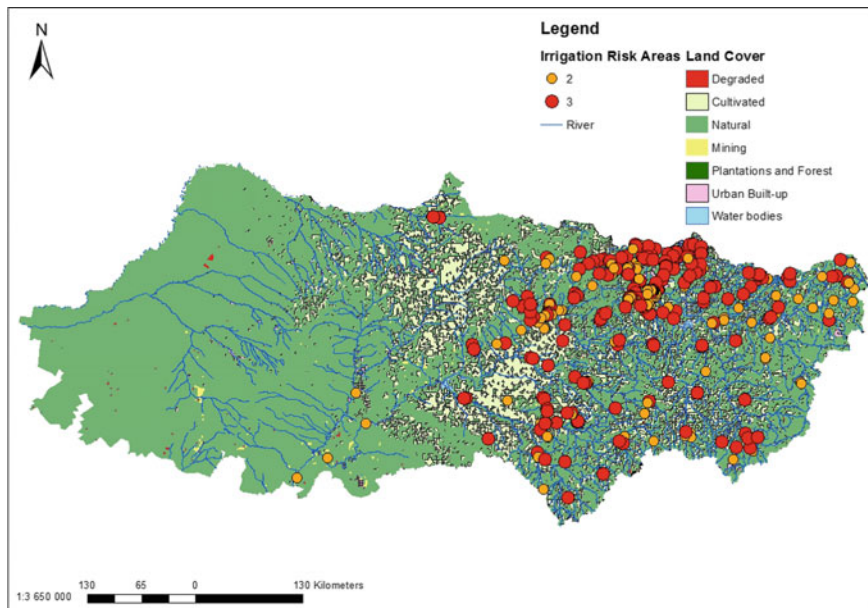 N
Legend
Irrigation Risk Areas
2
3
River
Land Cover
Degraded
Cultivated
Natural
Mining
Plantations and Forest
Urban Built-up
Water bodies
130 65 0 130 Kilometers
1:3 650 000